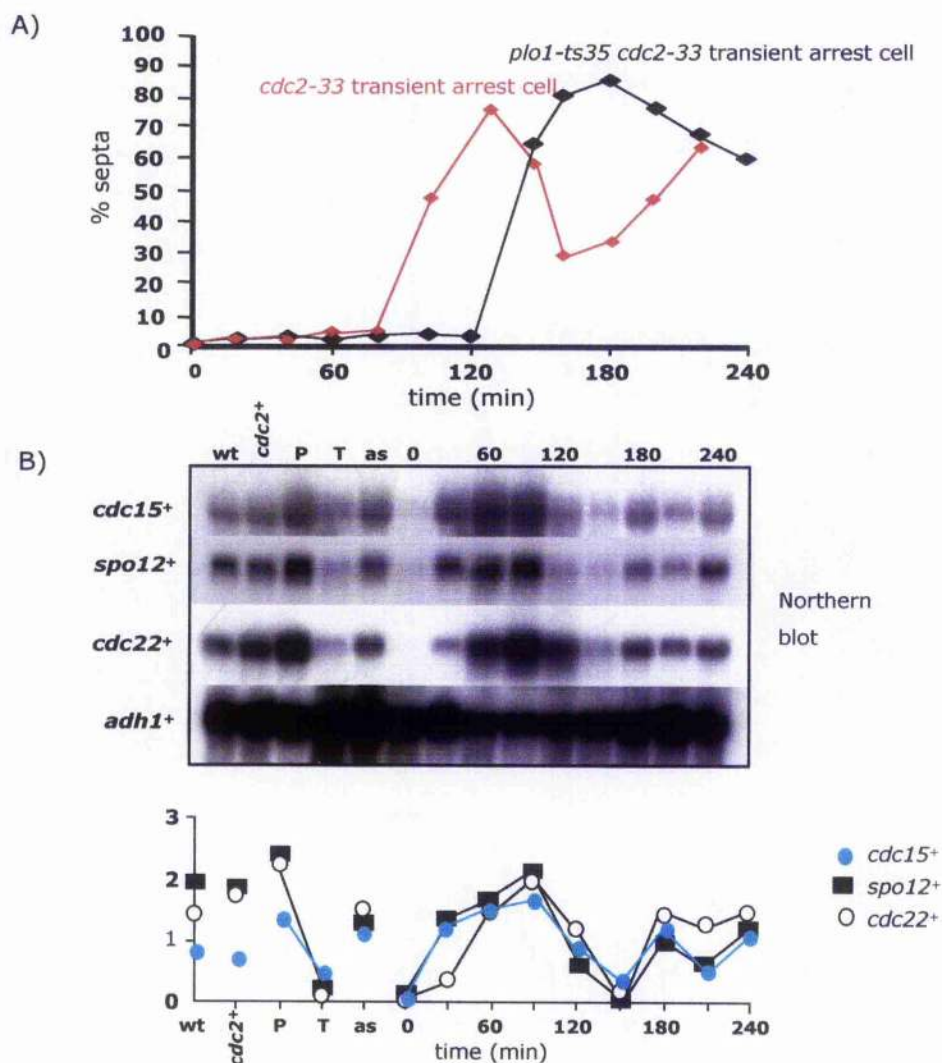 A)
100
90
80
70
60
50
40
30
20
10
0
% septa
plo1-ts35 cdc2-33 transient arrest cell
cdc2-33 transient arrest cell
0 60 120 180 240
time (min)
B)
wt cdc2+ P T as 0 60 120 180 240
cdc15+
spo12+
cdc22+
adh1+
Northern
blot
3
2
1
0
cdc15+
spo12+
cdc22+
wt cdc2+ P T as 0 60 120 180 240
time (min)